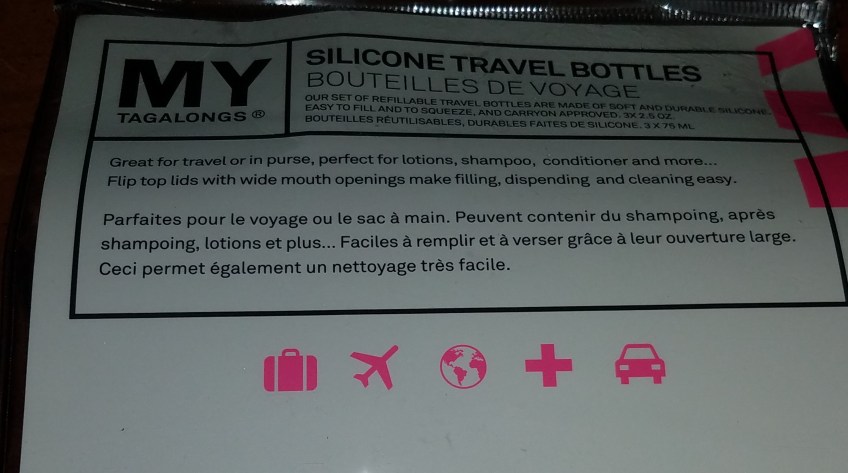 MY
TAGALONGS ®
SILICONE TRAVEL BOTTLES
BOUTEILLES DE VOYAGE
OUR SET OF REFILLABLE TRAVEL BOTTLES ARE MADE OF SOFT AND DURABLE SILICONE.
EASY TO FILL AND TO SQUEEZE, AND CARRYON APPROVED. 3X 2.5 OZ.
BOUTEILLES RÉUTILISABLES, DURABLES FAITES DE SILICONE. 3 X 75 ML
Great for travel or in purse, perfect for lotions, shampoo, conditioner and more...
Flip top lids with wide mouth openings make filling, dispending and cleaning easy.
Parfaites pour le voyage ou le sac à main. Peuvent contenir du shampoing, après
shampoing, lotions et plus... Faciles à remplir et à verser grâce à leur ouverture large.
Ceci permet également un nettoyage très facile.